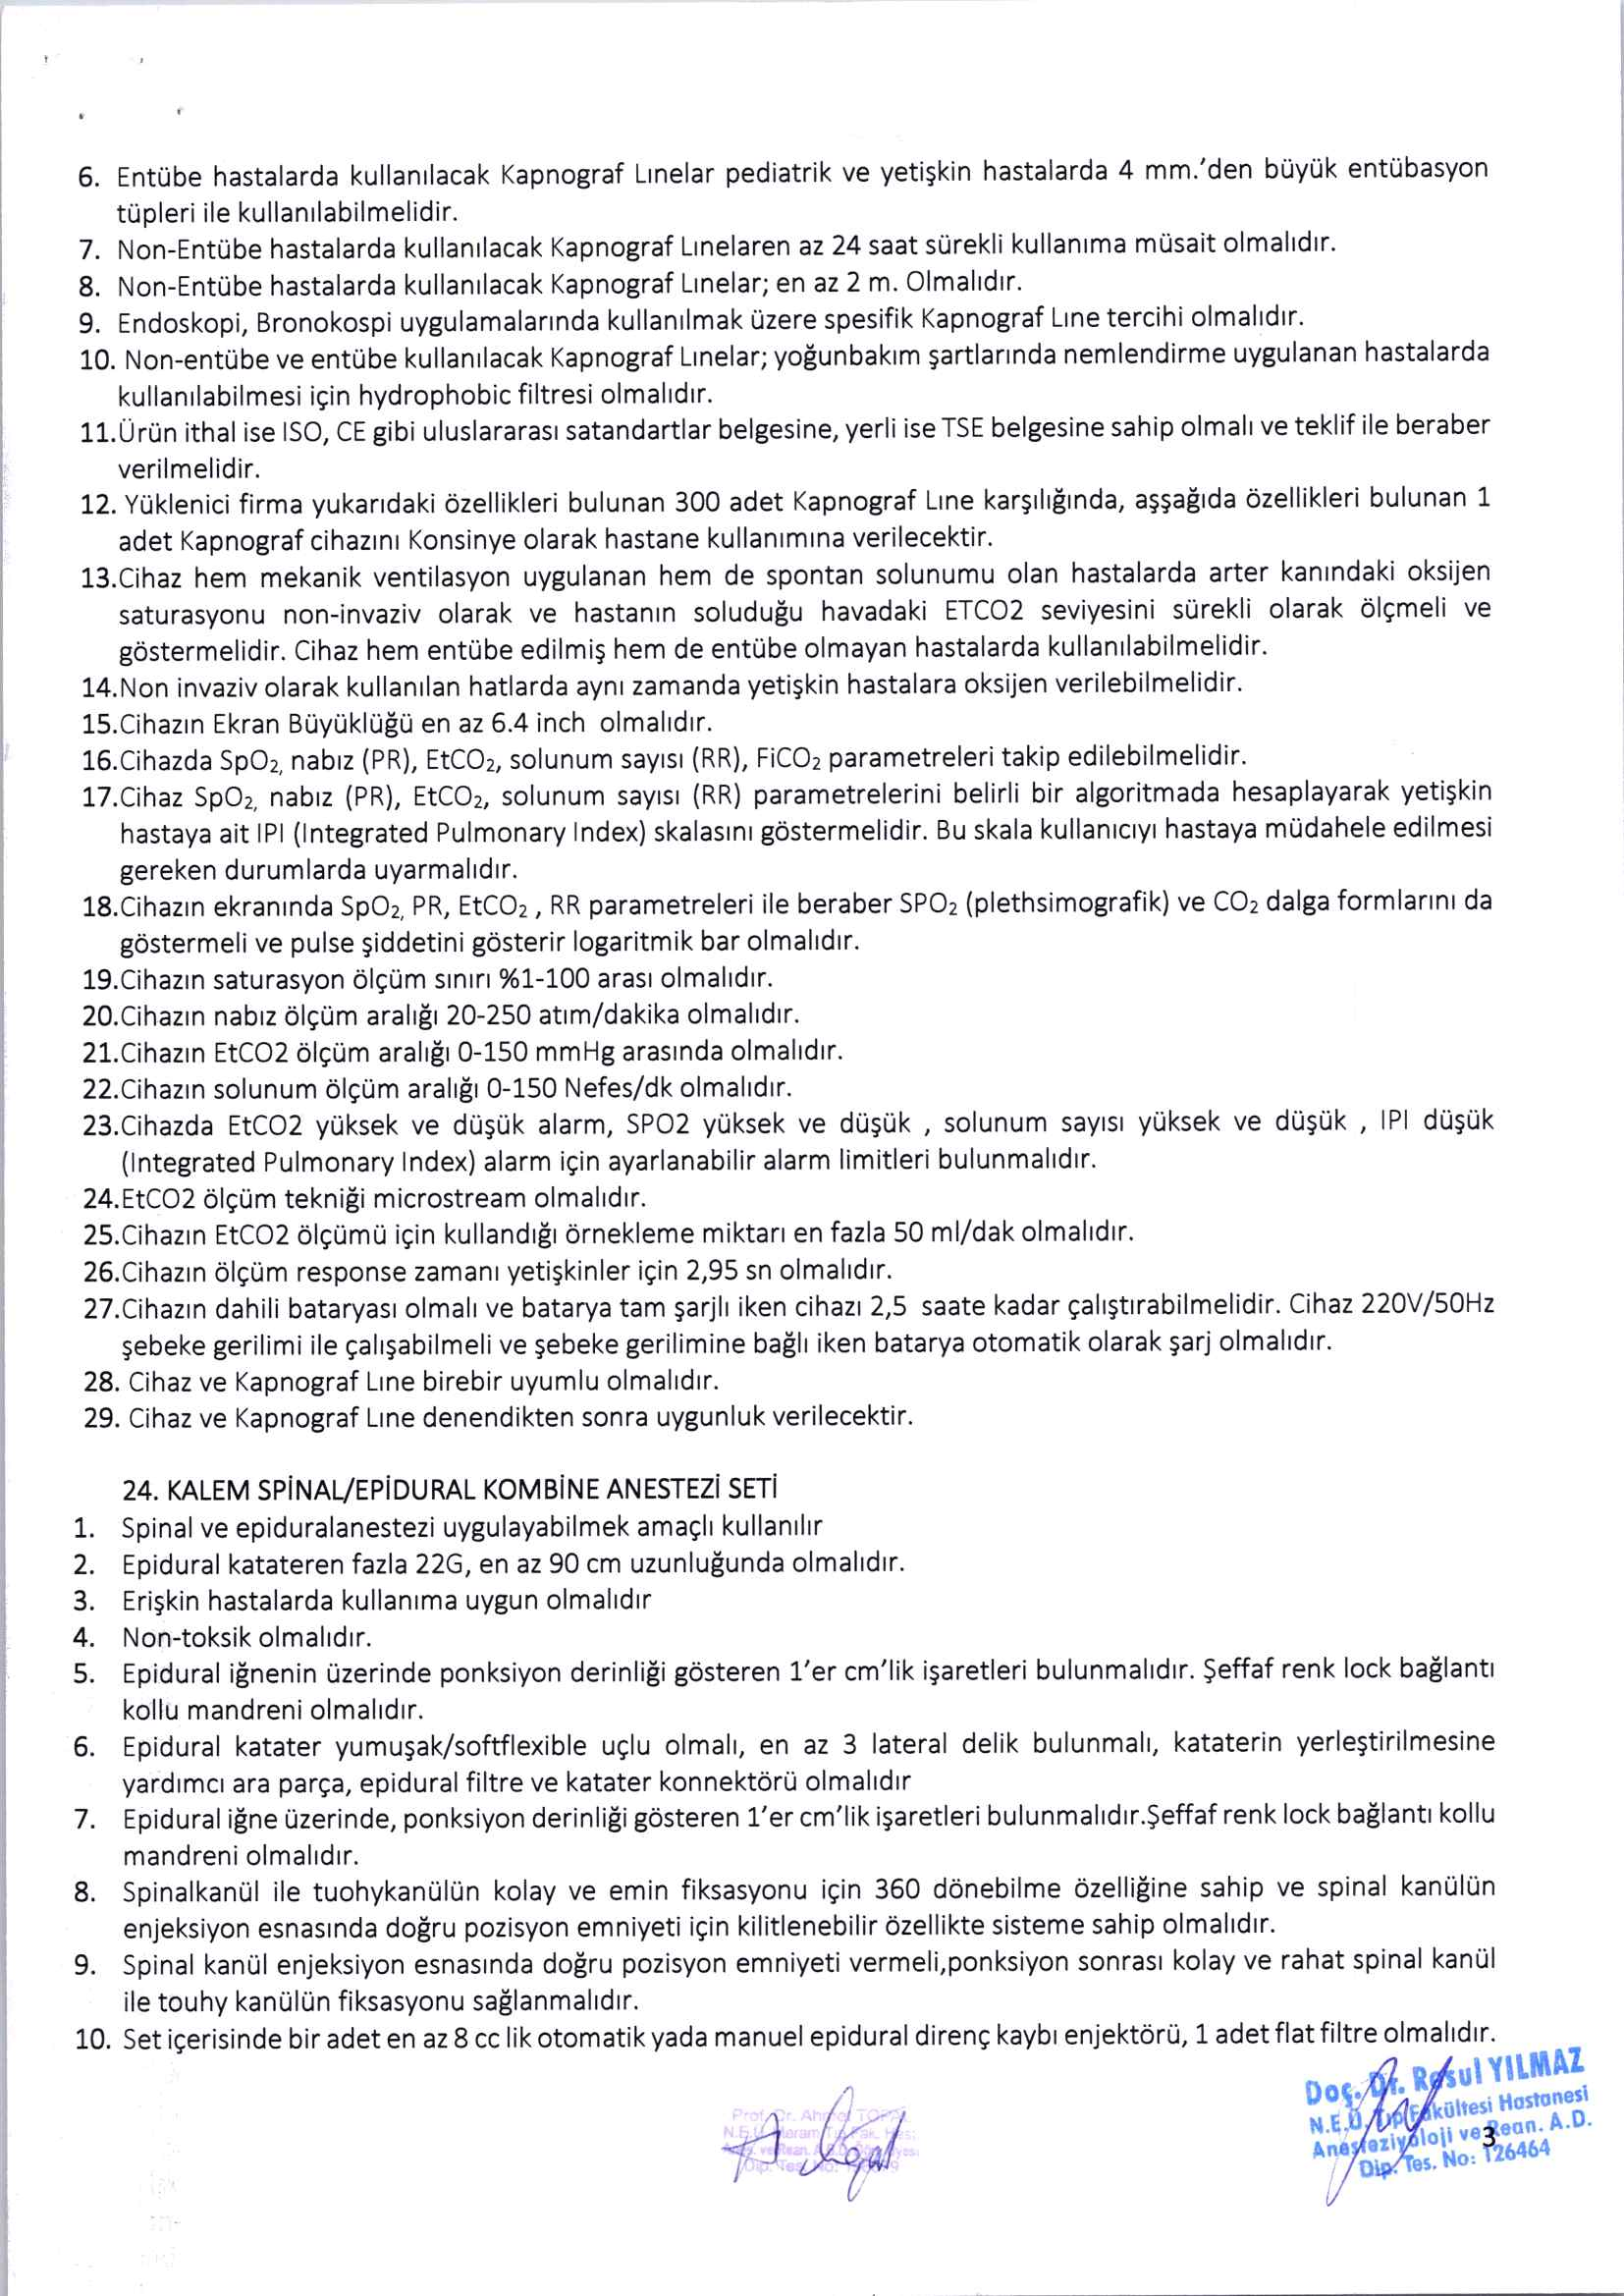 6. Entübe hastalarda kullanılacak Kapnograf Lınelar pediatrik ve yetişkin hastalarda 4 mm.'den büyük entübasyon
tüpleri ile kullanılabilmelidir.
7. Non-Entübe hastalarda kullanılacak Kapnograf Lınelaren az 24 saat sürekli kullanıma müsait olmalıdır.
8. Non-Entübe hastalarda kullanılacak Kapnograf Lınelar; en az 2 m. Olmalıdır.
9. Endoskopi, Bronokospi uygulamalarında kullanılmak üzere spesifik Kapnograf Lıne tercihi olmalıdır.
10. Non-entübe ve entübe kullanılacak Kapnograf Lınelar; yoğunbakım şartlarında nemlendirme uygulanan hastalarda
kullanılabilmesi için hydrophobic filtresi olmalıdır.
11.Ürün ithal ise ISO, CE gibi uluslararası satandartlar belgesine, yerli ise TSE belgesine sahip olmalı ve teklif ile beraber
verilmelidir.
12. Yüklenici firma yukarıdaki özellikleri bulunan 300 adet Kapnograf Lıne karşılığında, aşşağıda özellikleri bulunan 1
adet Kapnograf cihazını Konsinye olarak hastane kullanımına verilecektir.
13.Cihaz hem mekanik ventilasyon uygulanan hem de spontan solunumu olan hastalarda arter kanındaki oksijen
saturasyonu non-invaziv olarak ve hastanın soluduğu havadaki ETCO2 seviyesini sürekli olarak ölçmeli ve
göstermelidir. Cihaz hem entübe edilmiş hem de entübe olmayan hastalarda kullanılabilmelidir.
14.Non invaziv olarak kullanılan hatlarda aynı zamanda yetişkin hastalara oksijen verilebilmelidir.
15.Cihazın Ekran Büyüklüğü en az 6.4 inch olmalıdır.
16.Cihazda SpO₂, nabız (PR), EtCO₂, solunum sayısı (RR), FiCO₂ parametreleri takip edilebilmelidir.
17.Cihaz SpO₂, nabız (PR), EtCO₂, solunum sayısı (RR) parametrelerini belirli bir algoritmada hesaplayarak yetişkin
hastaya ait IPI (Integrated Pulmonary Index) skalasını göstermelidir. Bu skala kullanıcıyı hastaya müdahele edilmesi
gereken durumlarda uyarmalıdır.
18.Cihazın ekranında SpO₂, PR, EtCO₂ , RR parametreleri ile beraber SPO₂ (plethsimografik) ve CO₂ dalga formlarını da
göstermeli ve pulse şiddetini gösterir logaritmik bar olmalıdır.
19.Cihazın saturasyon ölçüm sınırı %1-100 arası olmalıdır.
20.Cihazın nabız ölçüm aralığı 20-250 atım/dakika olmalıdır.
21.Cihazın EtCO2 ölçüm aralığı 0-150 mmHg arasında olmalıdır.
22.Cihazın solunum ölçüm aralığı 0-150 Nefes/dk olmalıdır.
23.Cihazda EtCO2 yüksek ve düşük alarm, SPO2 yüksek ve düşük , solunum sayısı yüksek ve düşük , IPI düşük
(Integrated Pulmonary Index) alarm için ayarlanabilir alarm limitleri bulunmalıdır.
24.EtCO2 ölçüm tekniği microstream olmalıdır.
25.Cihazın EtCO2 ölçümü için kullandığı örnekleme miktarı en fazla 50 ml/dak olmalıdır.
26.Cihazın ölçüm response zamanı yetişkinler için 2,95 sn olmalıdır.
27.Cihazın dahili bataryası olmalı ve batarya tam şarjlı iken cihazı 2,5 saate kadar çalıştırabilmelidir. Cihaz 220V/50Hz
şebeke gerilimi ile çalışabilmeli ve şebeke gerilimine bağlı iken batarya otomatik olarak şarj olmalıdır.
28. Cihaz ve Kapnograf Lıne birebir uyumlu olmalıdır.
29. Cihaz ve Kapnograf Lıne denendikten sonra uygunluk verilecektir.
24. KALEM SPİNAL/EPİDURAL KOMBİNE ANESTEZİ SETİ
1. Spinal ve epiduralanestezi uygulayabilmek amaçlı kullanılır
2. Epidural katateren fazla 22G, en az 90 cm uzunluğunda olmalıdır.
3. Erişkin hastalarda kullanıma uygun olmalıdır
4. Non-toksik olmalıdır.
5. Epidural iğnenin üzerinde ponksiyon derinliği gösteren 1'er cm'lik işaretleri bulunmalıdır. Şeffaf renk lock bağlantı
kollu mandreni olmalıdır.
6. Epidural katater yumuşak/softflexible uçlu olmalı, en az 3 lateral delik bulunmalı, kataterin yerleştirilmesine
yardımcı ara parça, epidural filtre ve katater konnektörü olmalıdır
7. Epidural iğne üzerinde, ponksiyon derinliği gösteren 1'er cm'lik işaretleri bulunmalıdır.Şeffaf renk lock bağlantı kollu
mandreni olmalıdır.
8. Spinalkanül ile tuohykanülün kolay ve emin fiksasyonu için 360 dönebilme özelliğine sahip ve spinal kanülün
enjeksiyon esnasında doğru pozisyon emniyeti için kilitlenebilir özellikte sisteme sahip olmalıdır.
9. Spinal kanül enjeksiyon esnasında doğru pozisyon emniyeti vermeli,ponksiyon sonrası kolay ve rahat spinal kanül
ile touhy kanülün fiksasyonu sağlanmalıdır.
10. Set içerisinde bir adet en az 8 cc lik otomatik yada manuel epidural direnç kaybı enjektörü, 1 adet flat filtre olmalıdır.
Prof. Dr. Ahmet TOPAL
N.E.Ü. Meram Tıp Fak. Has.
Doç. Dr. Resul YILMAZ
N.E.Ü. Tıp Fakültesi Hastanesi
Anesteziyoloji ve Rean. A.D.
Dip. Tes. No: 126464
3